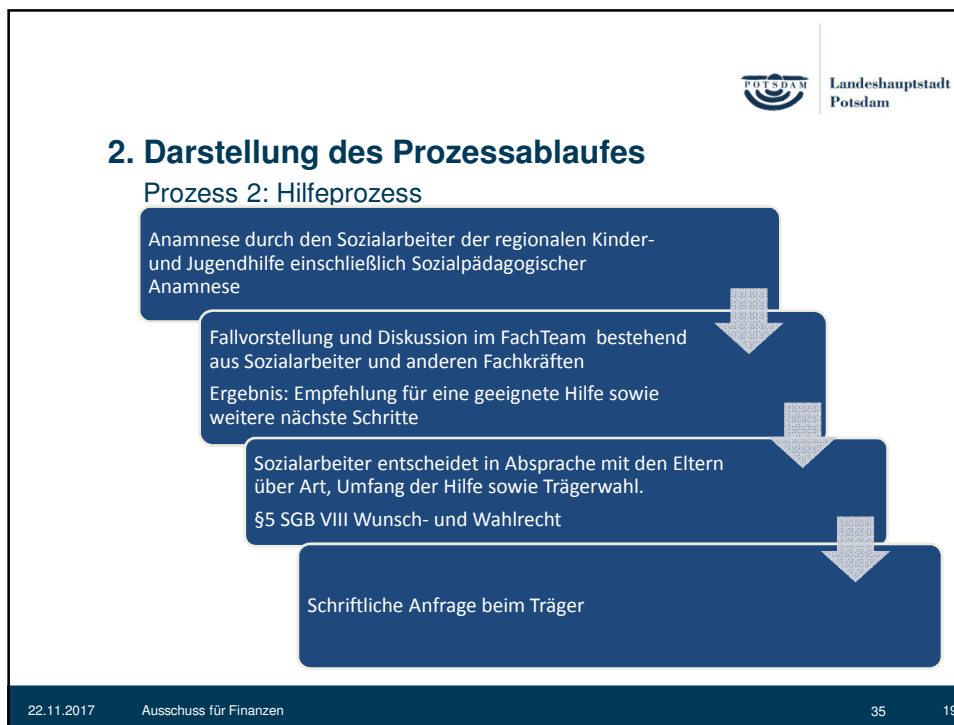 POTSDAM
Landeshauptstadt
Potsdam
2. Darstellung des Prozessablaufes
Prozess 2: Hilfeprozess
Anamnese durch den Sozialarbeiter der regionalen Kinder-
und Jugendhilfe einschließlich Sozialpädagogischer
Anamnese
Fallvorstellung und Diskussion im FachTeam bestehend
aus Sozialarbeiter und anderen Fachkräften
Ergebnis: Empfehlung für eine geeignete Hilfe sowie
weitere nächste Schritte
Sozialarbeiter entscheidet in Absprache mit den Eltern
über Art, Umfang der Hilfe sowie Trägerwahl.
§5 SGB VIII Wunsch- und Wahlrecht
Schriftliche Anfrage beim Träger
22.11.2017 Ausschuss für Finanzen 35 19